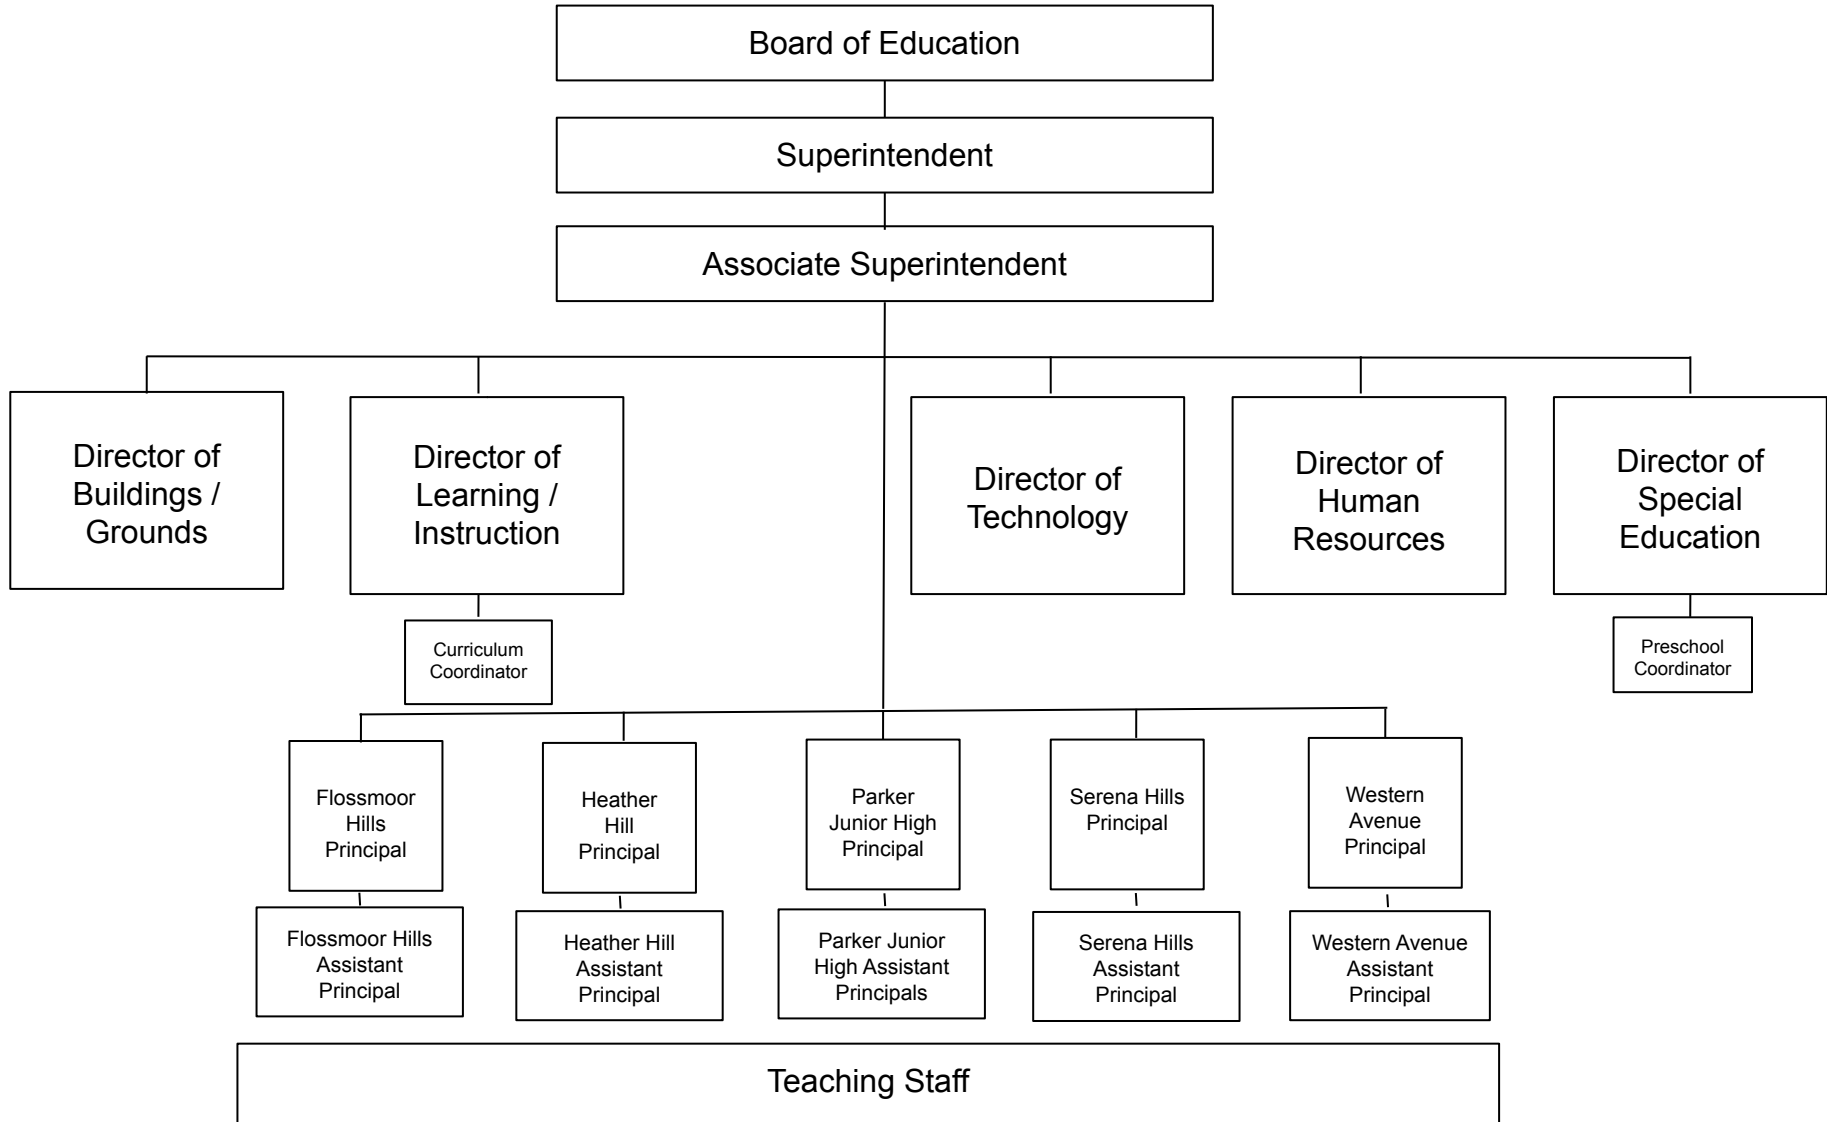 Board of Education
Superintendent
Associate Superintendent
Director of
Buildings /
Grounds
Director of
Learning /
Instruction
Director of
Technology
Director of
Human
Resources
Director of
Special
Education
Curriculum
Coordinator
Preschool
Coordinator
Flossmoor
Hills
Principal
Heather
Hill
Principal
Parker
Junior High
Principal
Serena Hills
Principal
Western
Avenue
Principal
Flossmoor Hills
Assistant
Principal
Heather Hill
Assistant
Principal
Parker Junior
High Assistant
Principals
Serena Hills
Assistant
Principal
Western Avenue
Assistant
Principal
Teaching Staff